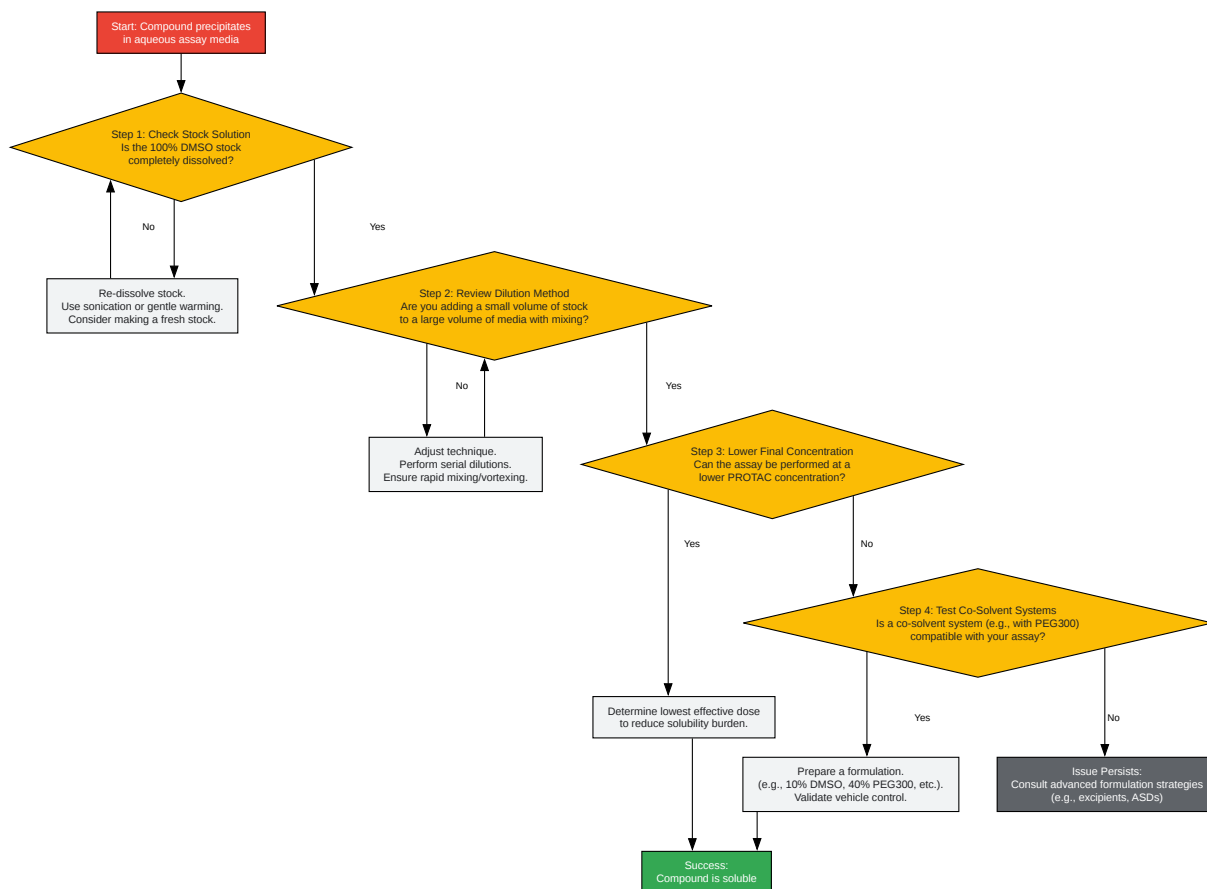 Start: Compound precipitates
in aqueous assay media
Step 1: Check Stock Solution
Is the 100% DMSO stock
completely dissolved?
No
Yes
Re-dissolve stock.
Use sonication or gentle warming.
Consider making a fresh stock.
Step 2: Review Dilution Method
Are you adding a small volume of stock
to a large volume of media with mixing?
No
Yes
Adjust technique.
Perform serial dilutions.
Ensure rapid mixing/vortexing.
Step 3: Lower Final Concentration
Can the assay be performed at a
lower PROTAC concentration?
Yes
No
Step 4: Test Co-Solvent Systems
Is a co-solvent system (e.g., with PEG300)
compatible with your assay?
Determine lowest effective dose
to reduce solubility burden.
Yes
No
Prepare a formulation.
(e.g., 10% DMSO, 40% PEG300, etc.).
Validate vehicle control.
Issue Persists:
Consult advanced formulation strategies
(e.g., excipients, ASDs)
Success:
Compound is soluble